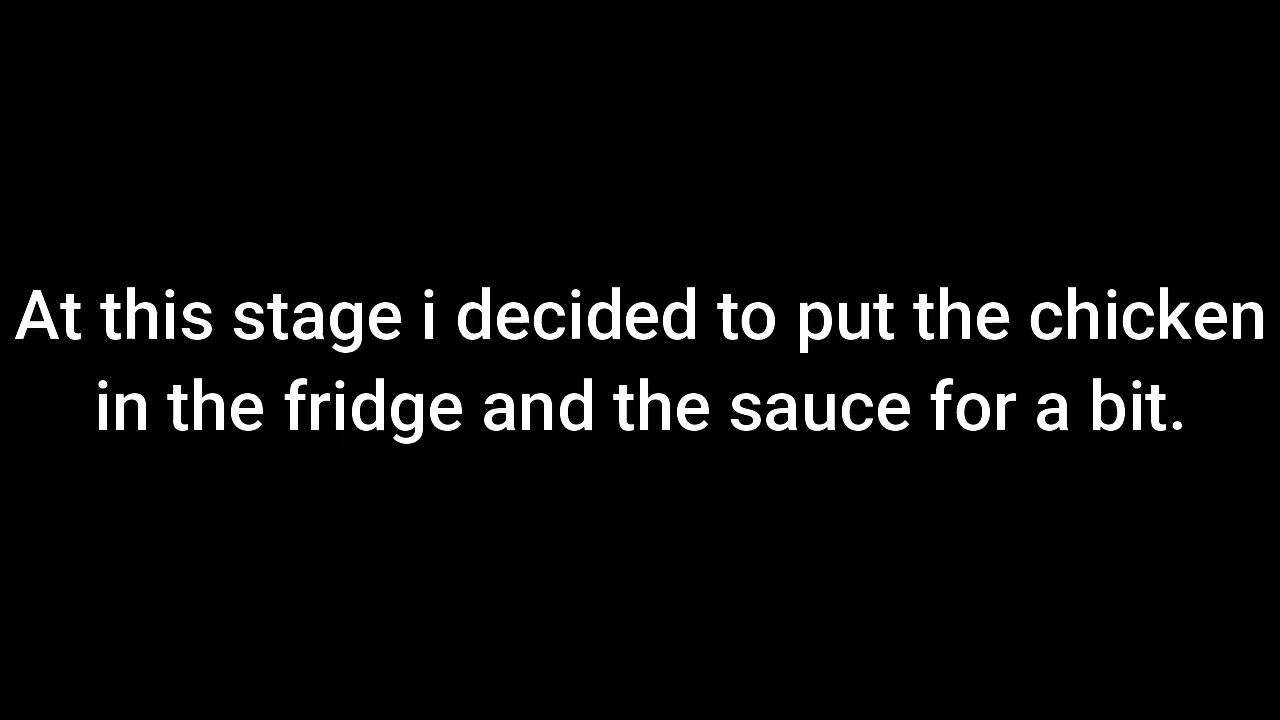 At this stage i decided to put the chicken
in the fridge and the sauce for a bit.